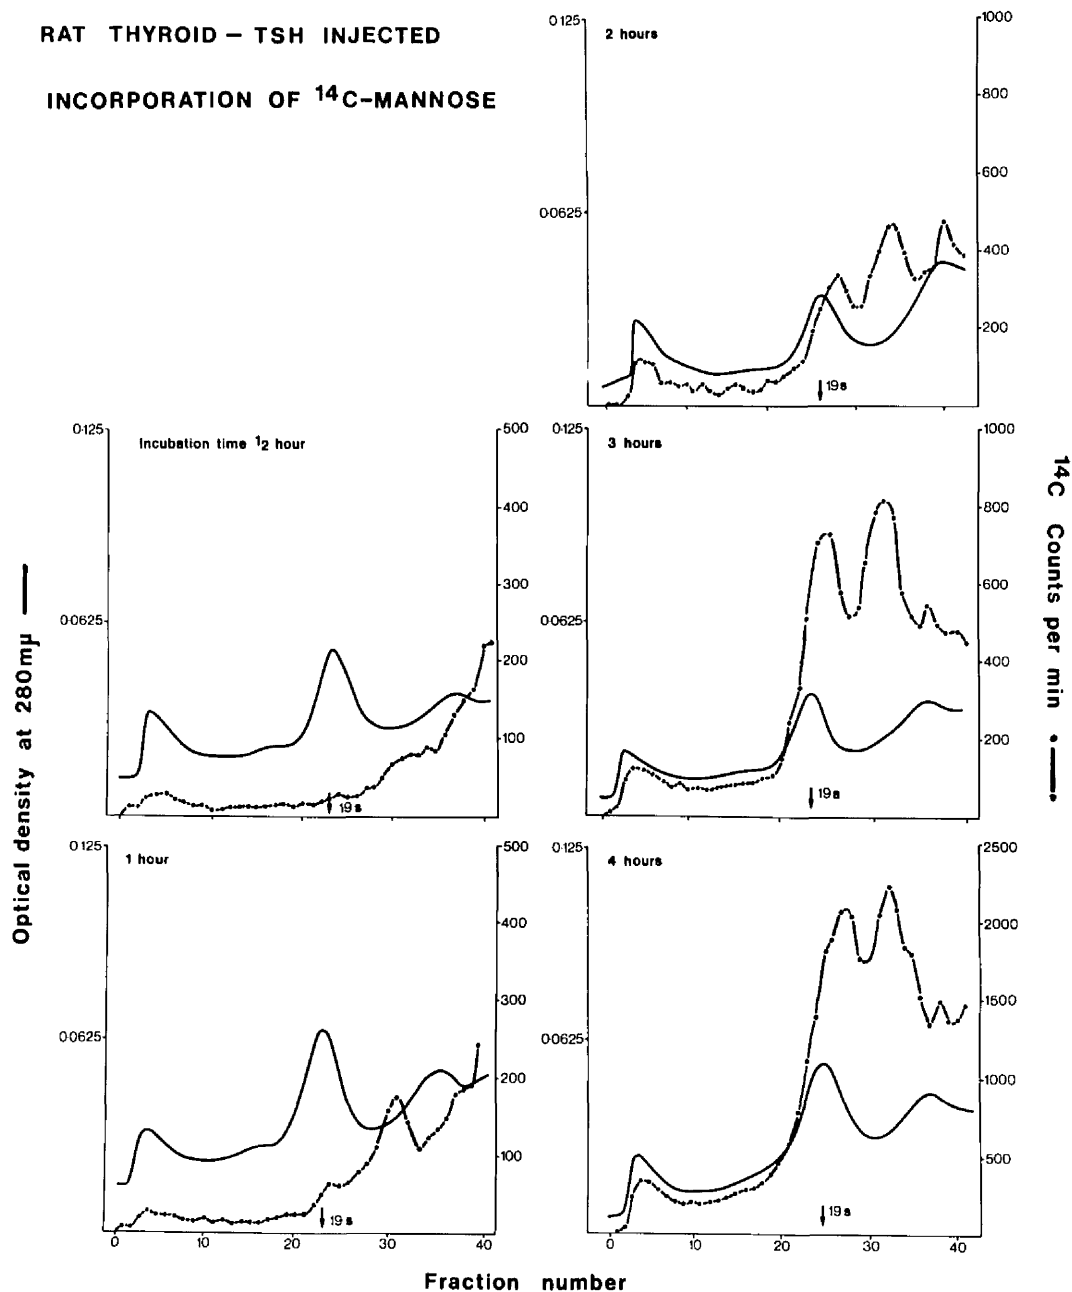 RAT THYROID – TSH INJECTED
INCORPORATION OF 14C-MANNOSE
2 hours
0·125
0·0625
1000
800
600
400
200
19s
Incubation time ½ hour
0·125
0·0625
500
400
300
200
100
19s
3 hours
0·125
0·0625
1000
800
600
400
200
19s
1 hour
0·125
0·0625
500
400
300
200
100
19s
0 10 20 30 40
4 hours
0·125
0·0625
2500
2000
1500
1000
500
19s
0 10 20 30 40
Optical density at 280mμ
14C Counts per min
Fraction number